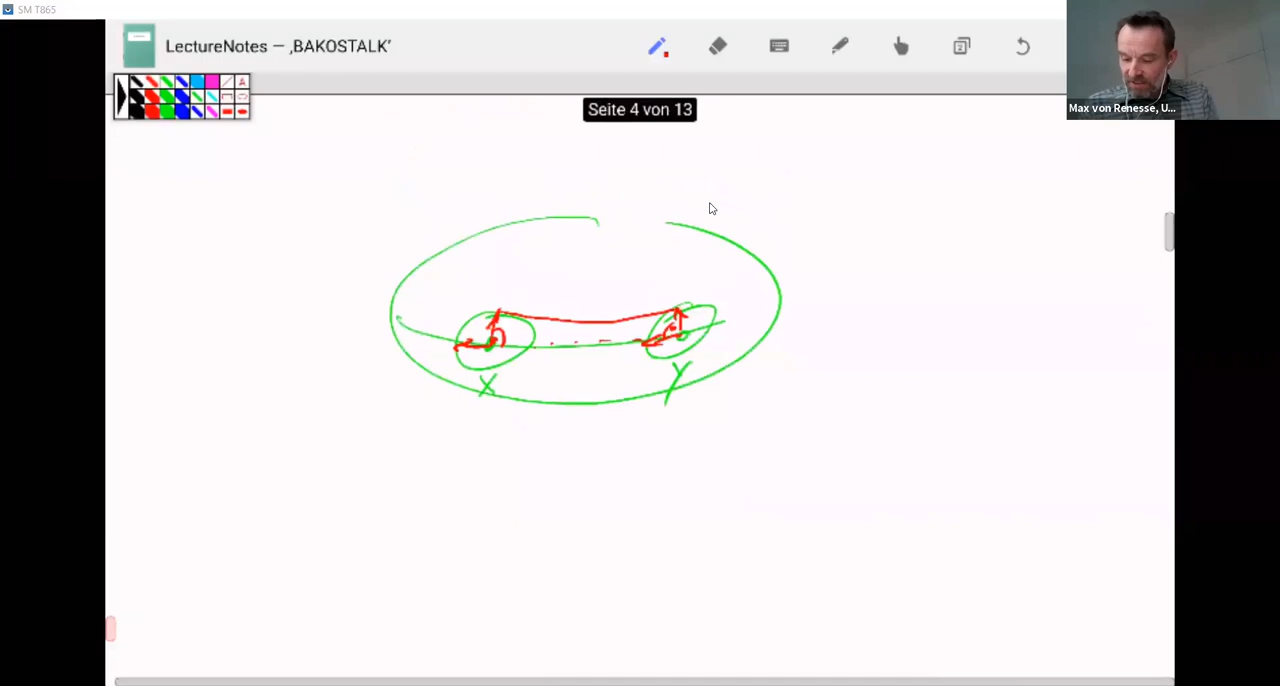 SM T865
LectureNotes – ‚BAKOSTALK'
Seite 4 von 13
Max von Renesse, U...
X
Y